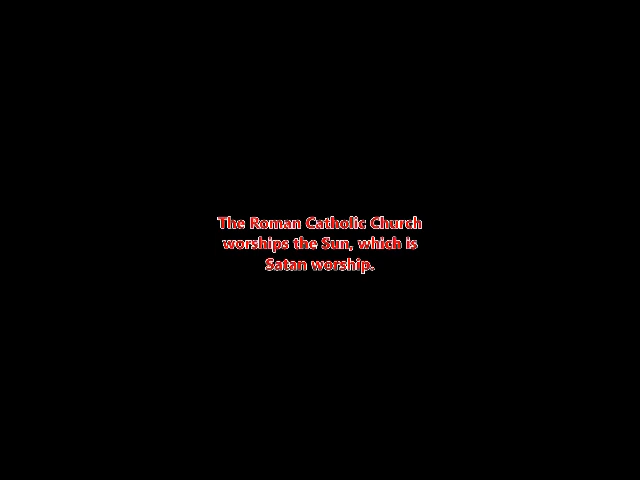 The Roman Catholic Church
worships the Sun, which is
Satan worship.